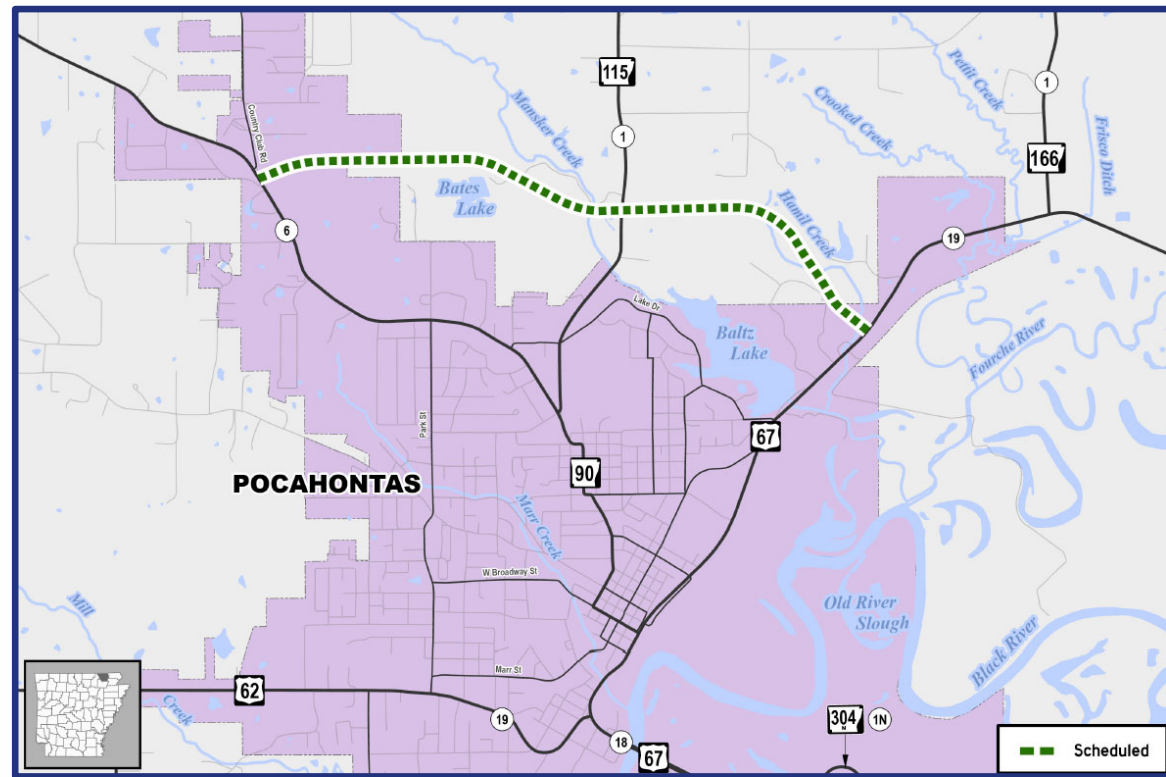 115
1
Mansker Creek
Crooked Creek
Pettit Creek
1
Frisco Ditch
166
Country Club Rd
Bates
Lake
Hamil Creek
6
19
Lake Dr
Baltz
Lake
Fourche River
Park St
67
90
POCAHONTAS
Marr Creek
W Broadway St
Old River
Slough
Black River
Mill
Creek
Marr St
62
19
18
67
304
N
1N
Scheduled